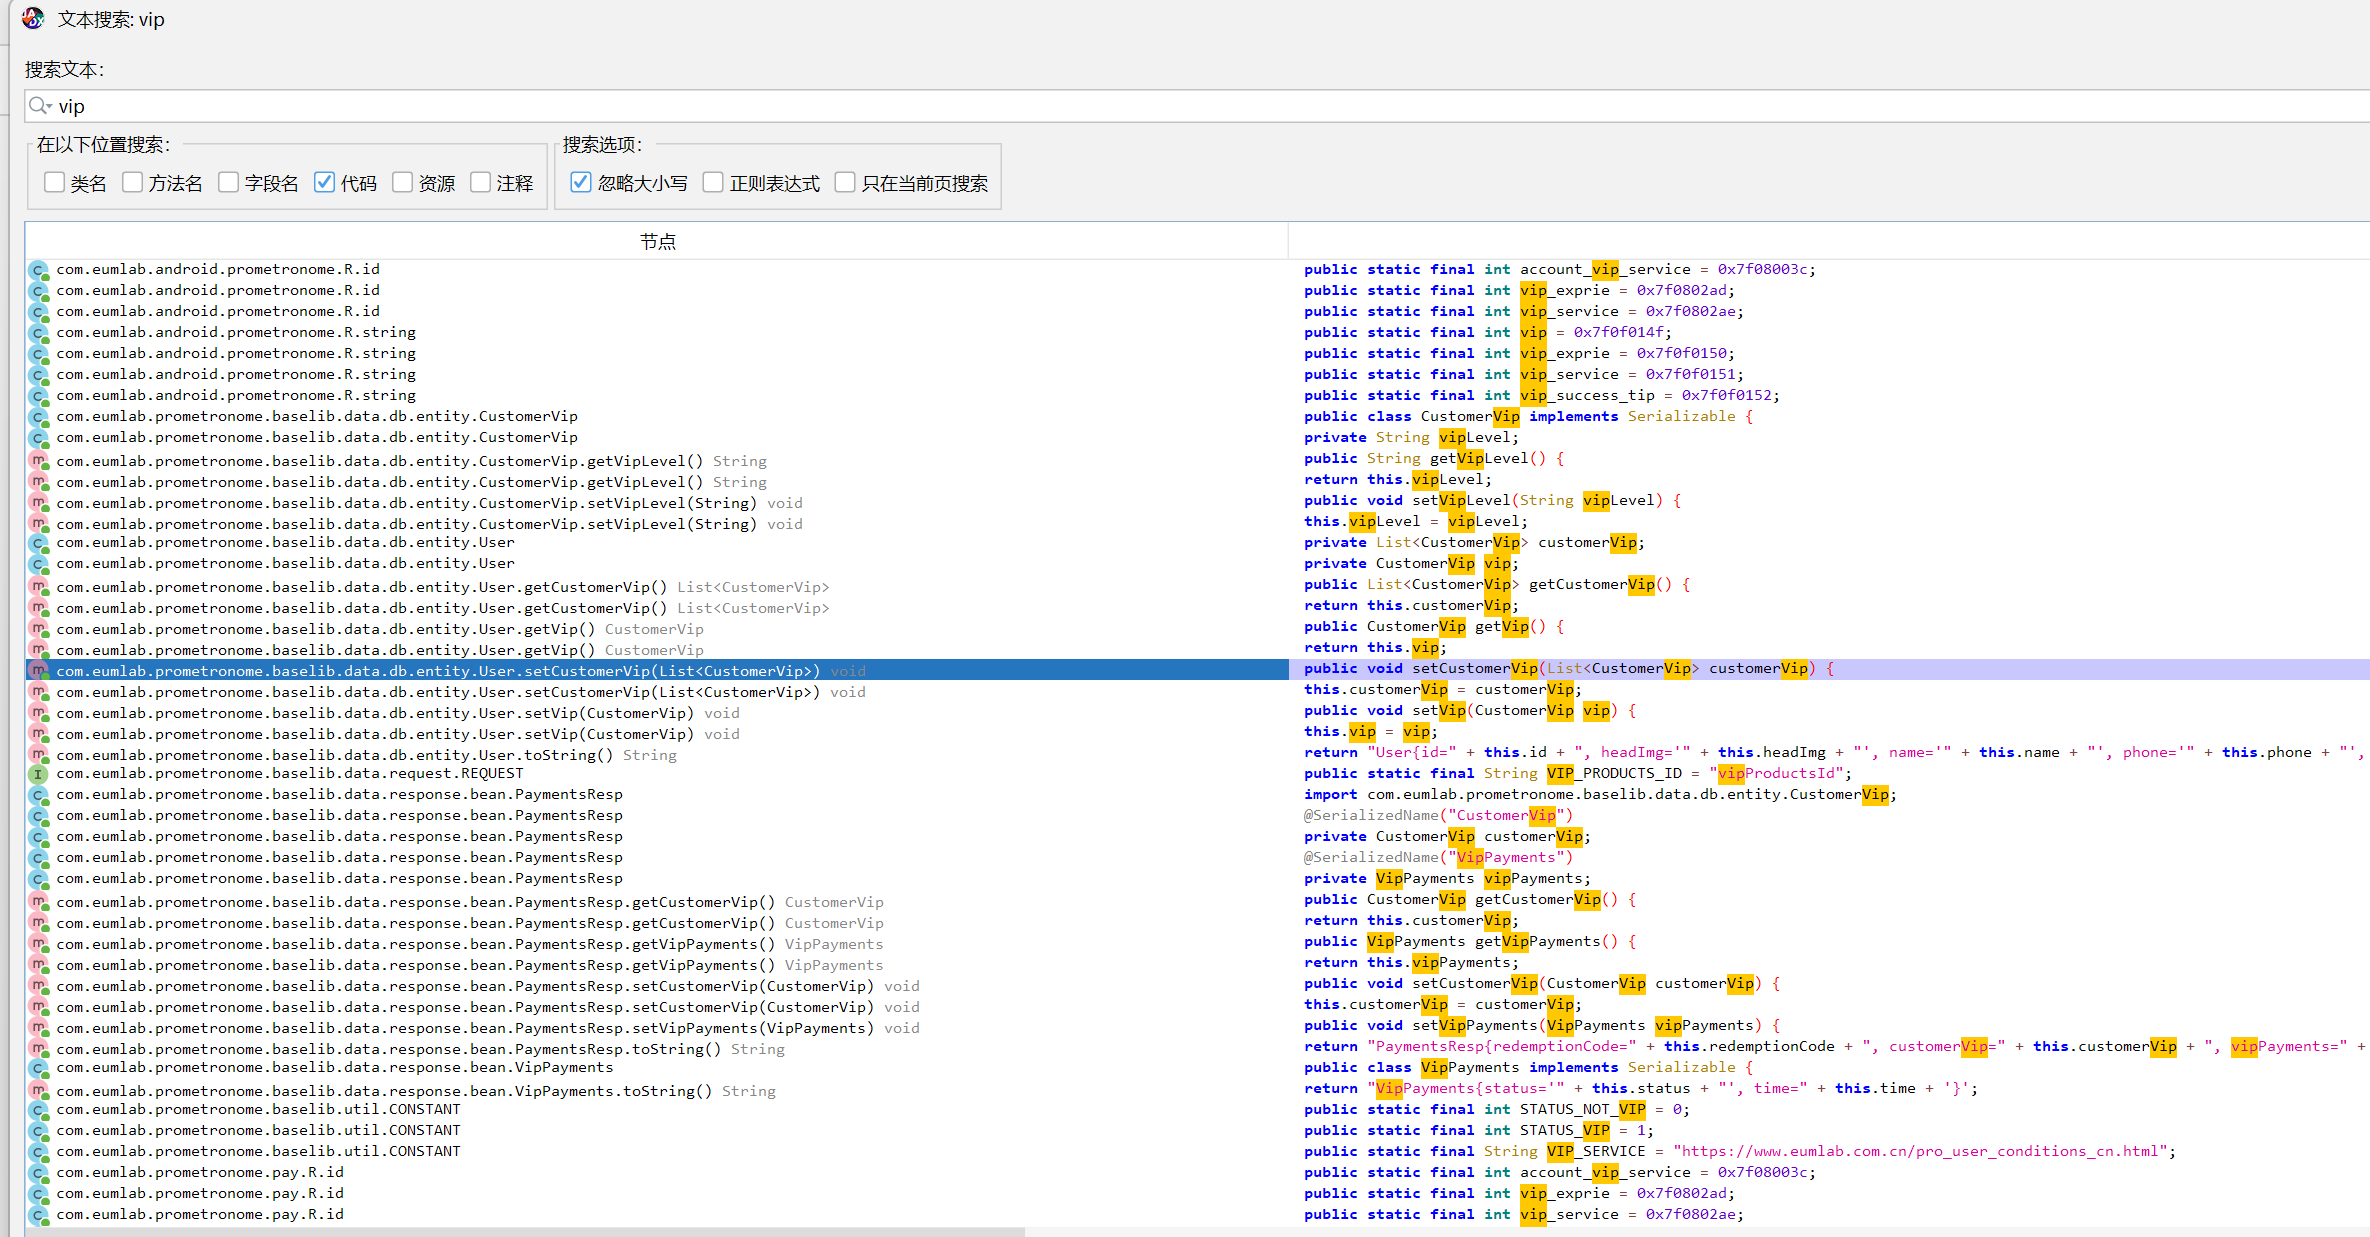 文本搜索: vip
搜索文本:
vip
在以下位置搜索:
类名 方法名 字段名 代码 资源 注释
搜索选项:
忽略大小写 正则表达式 只在当前页搜索
节点
com.eumlab.android.prometronome.R.id public static final int account_vip_service = 0x7f08003c;
com.eumlab.android.prometronome.R.id public static final int vip_exprie = 0x7f0802ad;
com.eumlab.android.prometronome.R.id public static final int vip_service = 0x7f0802ae;
com.eumlab.android.prometronome.R.string public static final int vip = 0x7f0f014f;
com.eumlab.android.prometronome.R.string public static final int vip_exprie = 0x7f0f0150;
com.eumlab.android.prometronome.R.string public static final int vip_service = 0x7f0f0151;
com.eumlab.android.prometronome.R.string public static final int vip_success_tip = 0x7f0f0152;
com.eumlab.prometronome.baselib.data.db.entity.CustomerVip public class CustomerVip implements Serializable {
com.eumlab.prometronome.baselib.data.db.entity.CustomerVip private String vipLevel;
com.eumlab.prometronome.baselib.data.db.entity.CustomerVip.getVipLevel() String public String getVipLevel() {
com.eumlab.prometronome.baselib.data.db.entity.CustomerVip.getVipLevel() String return this.vipLevel;
com.eumlab.prometronome.baselib.data.db.entity.CustomerVip.setVipLevel(String) void public void setVipLevel(String vipLevel) {
com.eumlab.prometronome.baselib.data.db.entity.CustomerVip.setVipLevel(String) void this.vipLevel = vipLevel;
com.eumlab.prometronome.baselib.data.db.entity.User private List<CustomerVip> customerVip;
com.eumlab.prometronome.baselib.data.db.entity.User private CustomerVip vip;
com.eumlab.prometronome.baselib.data.db.entity.User.getCustomerVip() List<CustomerVip> public List<CustomerVip> getCustomerVip() {
com.eumlab.prometronome.baselib.data.db.entity.User.getCustomerVip() List<CustomerVip> return this.customerVip;
com.eumlab.prometronome.baselib.data.db.entity.User.getVip() CustomerVip public CustomerVip getVip() {
com.eumlab.prometronome.baselib.data.db.entity.User.getVip() CustomerVip return this.vip;
com.eumlab.prometronome.baselib.data.db.entity.User.setCustomerVip(List<CustomerVip>) void public void setCustomerVip(List<CustomerVip> customerVip) {
com.eumlab.prometronome.baselib.data.db.entity.User.setCustomerVip(List<CustomerVip>) void this.customerVip = customerVip;
com.eumlab.prometronome.baselib.data.db.entity.User.setVip(CustomerVip) void public void setVip(CustomerVip vip) {
com.eumlab.prometronome.baselib.data.db.entity.User.setVip(CustomerVip) void this.vip = vip;
com.eumlab.prometronome.baselib.data.db.entity.User.toString() String return "User{id=" + this.id + ", headImg='" + this.headImg + "', name='" + this.name + "', phone='" + this.phone + "',
com.eumlab.prometronome.baselib.data.request.REQUEST public static final String VIP_PRODUCTS_ID = "vipProductsId";
com.eumlab.prometronome.baselib.data.response.bean.PaymentsResp import com.eumlab.prometronome.baselib.data.db.entity.CustomerVip;
com.eumlab.prometronome.baselib.data.response.bean.PaymentsResp @SerializedName("CustomerVip")
com.eumlab.prometronome.baselib.data.response.bean.PaymentsResp private CustomerVip customerVip;
com.eumlab.prometronome.baselib.data.response.bean.PaymentsResp @SerializedName("VipPayments")
com.eumlab.prometronome.baselib.data.response.bean.PaymentsResp private VipPayments vipPayments;
com.eumlab.prometronome.baselib.data.response.bean.PaymentsResp.getCustomerVip() CustomerVip public CustomerVip getCustomerVip() {
com.eumlab.prometronome.baselib.data.response.bean.PaymentsResp.getCustomerVip() CustomerVip return this.customerVip;
com.eumlab.prometronome.baselib.data.response.bean.PaymentsResp.getVipPayments() VipPayments public VipPayments getVipPayments() {
com.eumlab.prometronome.baselib.data.response.bean.PaymentsResp.getVipPayments() VipPayments return this.vipPayments;
com.eumlab.prometronome.baselib.data.response.bean.PaymentsResp.setCustomerVip(CustomerVip) void public void setCustomerVip(CustomerVip customerVip) {
com.eumlab.prometronome.baselib.data.response.bean.PaymentsResp.setCustomerVip(CustomerVip) void this.customerVip = customerVip;
com.eumlab.prometronome.baselib.data.response.bean.PaymentsResp.setVipPayments(VipPayments) void public void setVipPayments(VipPayments vipPayments) {
com.eumlab.prometronome.baselib.data.response.bean.PaymentsResp.toString() String return "PaymentsResp{redemptionCode=" + this.redemptionCode + ", customerVip=" + this.customerVip + ", vipPayments=" +
com.eumlab.prometronome.baselib.data.response.bean.VipPayments public class VipPayments implements Serializable {
com.eumlab.prometronome.baselib.data.response.bean.VipPayments.toString() String return "VipPayments{status='" + this.status + "', time=" + this.time + '}';
com.eumlab.prometronome.baselib.util.CONSTANT public static final int STATUS_NOT_VIP = 0;
com.eumlab.prometronome.baselib.util.CONSTANT public static final int STATUS_VIP = 1;
com.eumlab.prometronome.baselib.util.CONSTANT public static final String VIP_SERVICE = "https://www.eumlab.com.cn/pro_user_conditions_cn.html";
com.eumlab.prometronome.pay.R.id public static final int account_vip_service = 0x7f08003c;
com.eumlab.prometronome.pay.R.id public static final int vip_exprie = 0x7f0802ad;
com.eumlab.prometronome.pay.R.id public static final int vip_service = 0x7f0802ae;